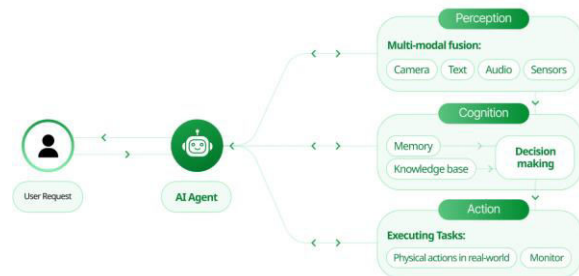 Perception
Multi-modal fusion:
Camera Text Audio Sensors
Cognition
Memory
Knowledge base
Decision
making
User Request
AI Agent
Action
Executing Tasks:
Physical actions in real-world Monitor